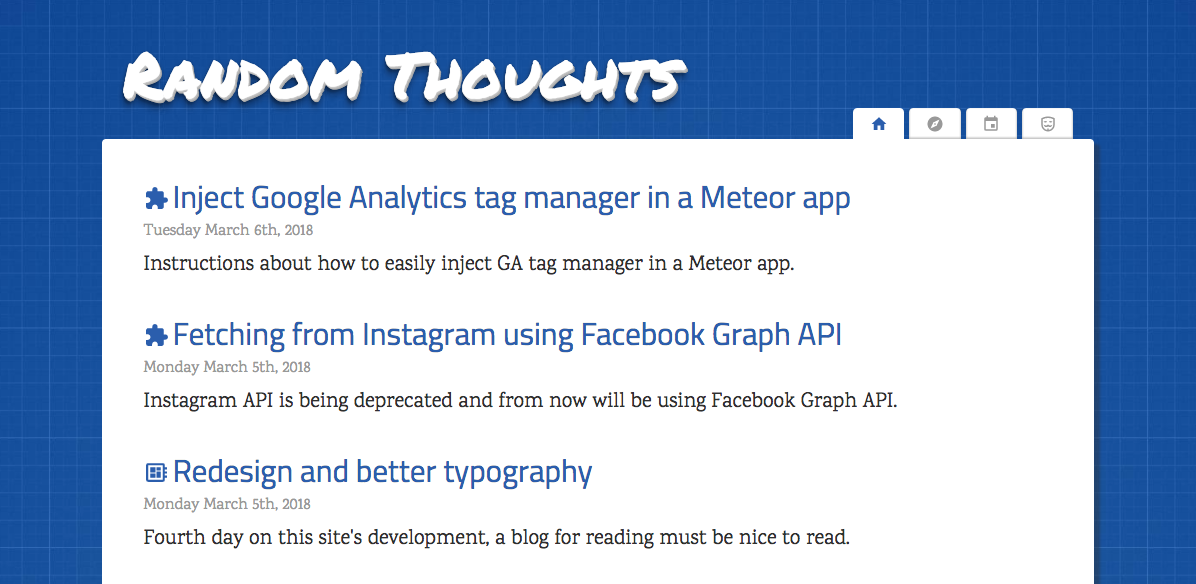 Random Thoughts
Inject Google Analytics tag manager in a Meteor app
Tuesday March 6th, 2018
Instructions about how to easily inject GA tag manager in a Meteor app.
Fetching from Instagram using Facebook Graph API
Monday March 5th, 2018
Instagram API is being deprecated and from now will be using Facebook Graph API.
Redesign and better typography
Monday March 5th, 2018
Fourth day on this site's development, a blog for reading must be nice to read.